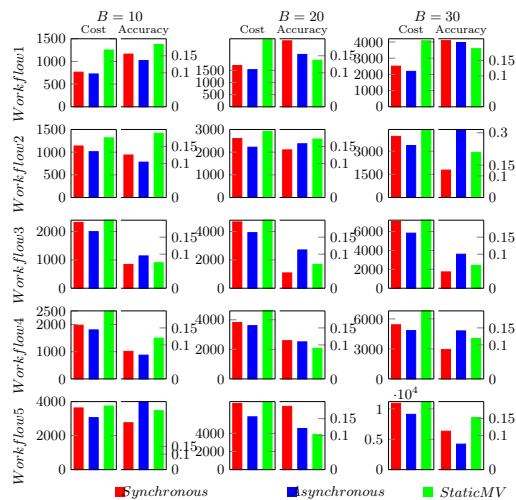 B = 10 B = 20 B = 30
Cost Accuracy Cost Accuracy Cost Accuracy
Workflow1
1500 1000 500 0 0.15 0.1 0
1500 1000 500 0 0.15 0.1 0
4000 3000 2000 1000 0 0.15 0.1 0
Workflow2
1500 1000 500 0 0.15 0.1 0
3000 2000 1000 0 0.15 0.1 0
3000 0 0.3 0.15 0.1 0
Workflow3
2000 1000 0 0.15 0.1 0
4000 2000 0 0.15 0.1 0
6000 4000 2000 0 0.15 0.1 0
Workflow4
2500 2000 1000 0 0.15 0.1 0
4000 2000 0 0.15 0.1 0
6000 4000 2000 0 0.15 0.1 0
Workflow5
4000 3000 2000 1000 0 0.15 0.1 0
4000 2000 0 0.15 0.1 0
·10⁴
1 0.5 0 0.15 0.1 0
Synchronous Asynchronous StaticMV